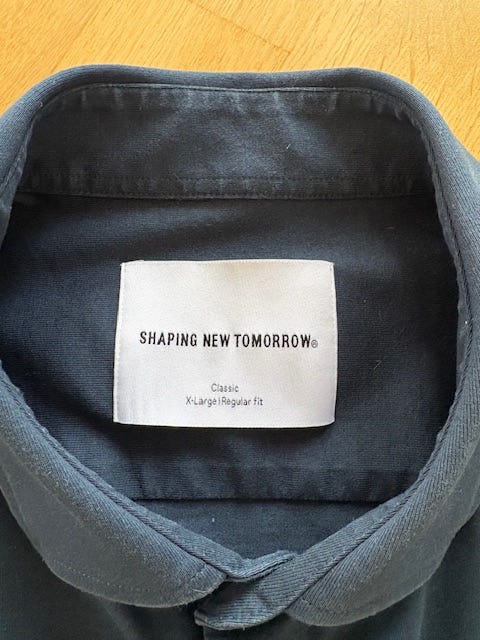 SHAPING NEW TOMORROW®
Classic
X-Large | Regular fit